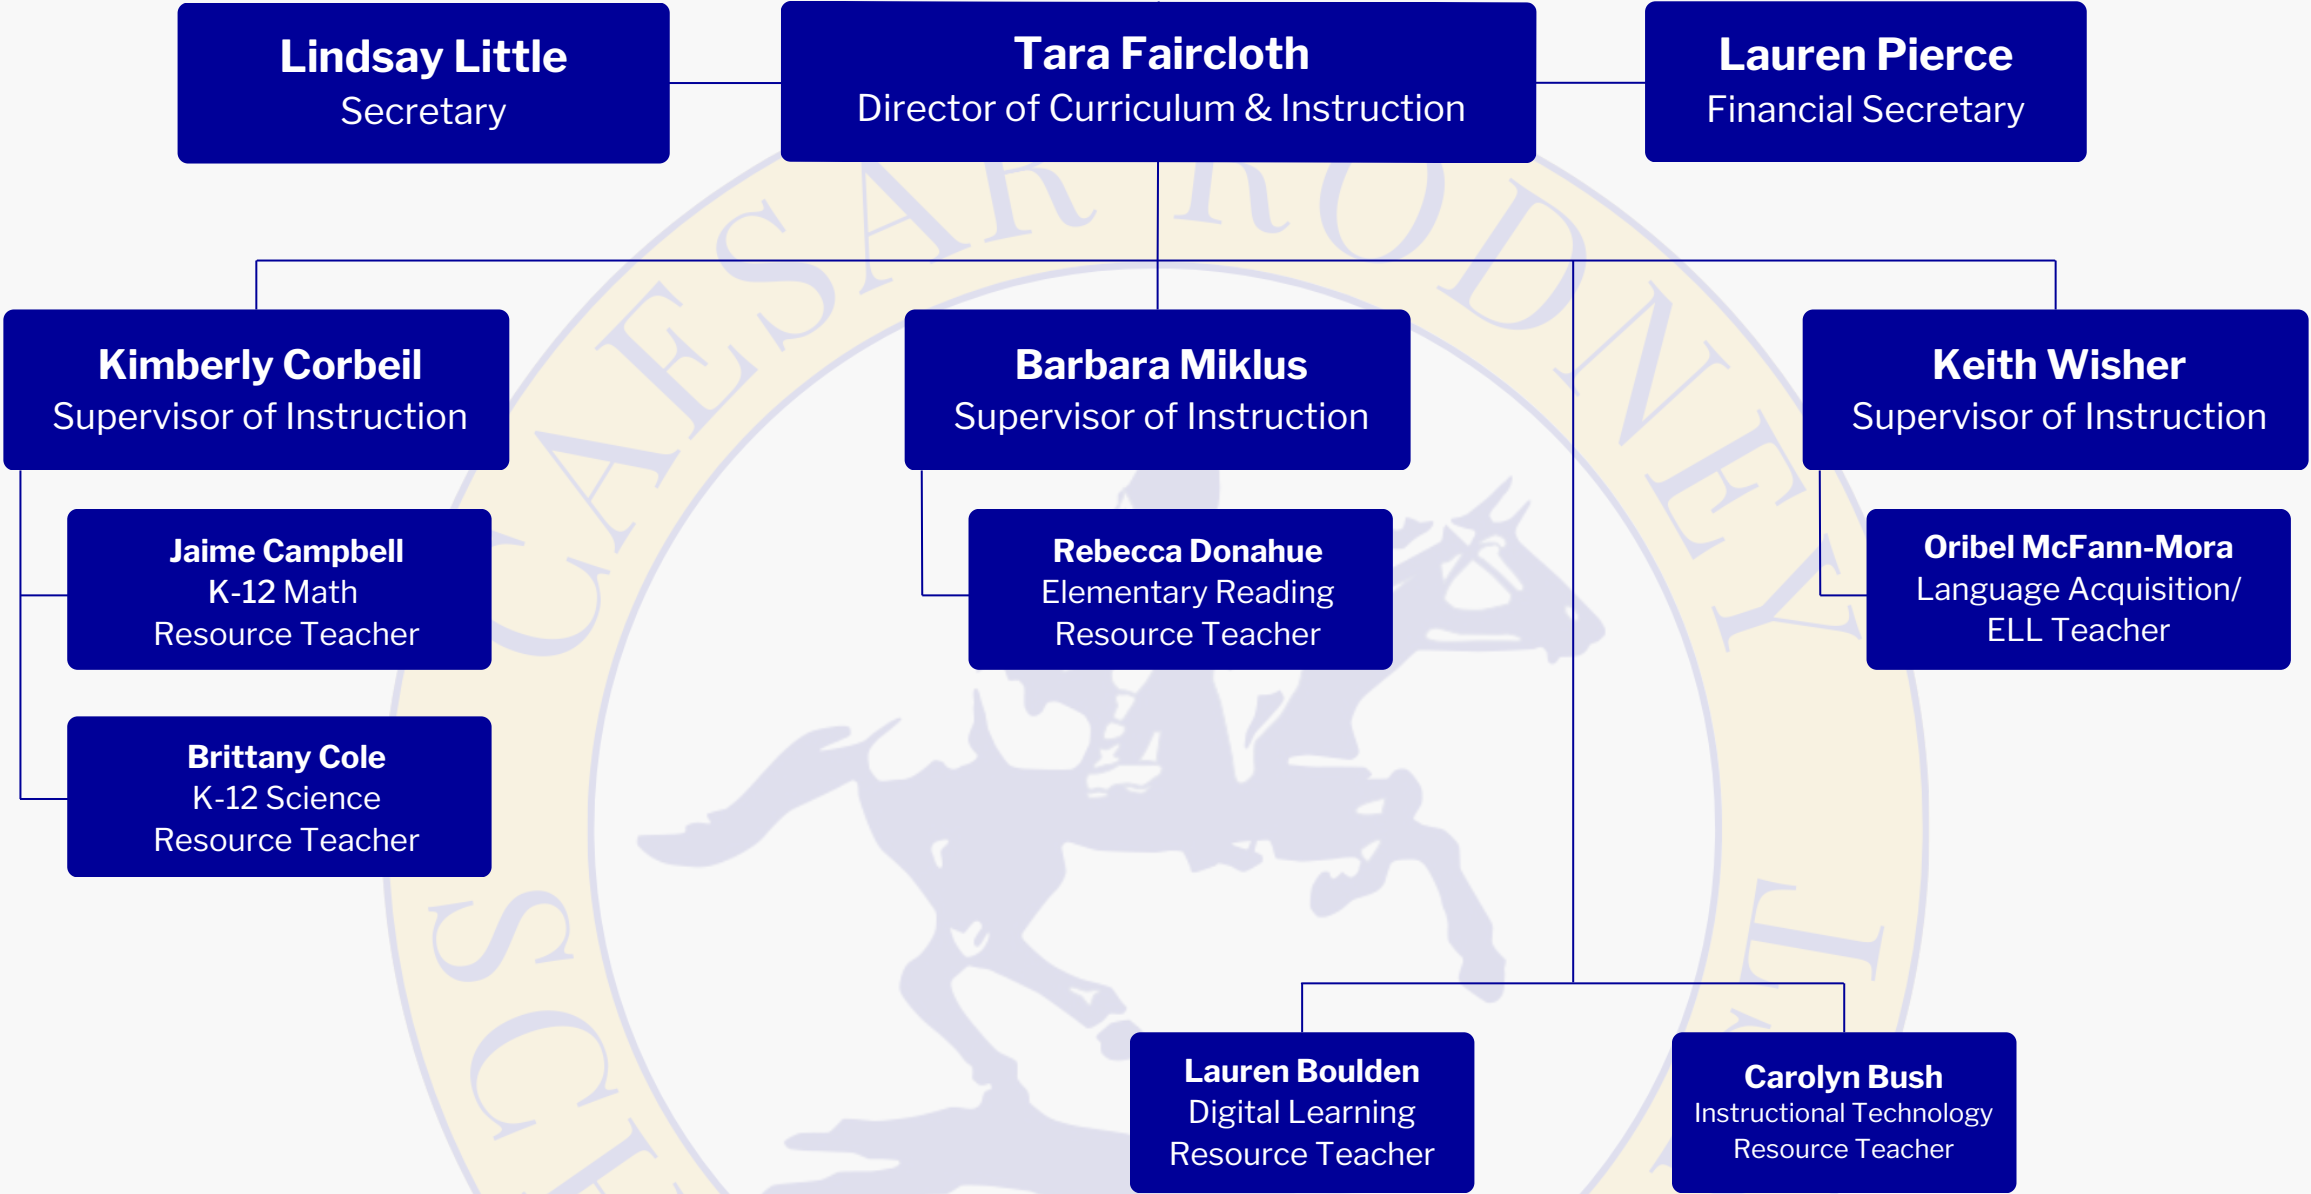 Lindsay Little
Secretary
Tara Faircloth
Director of Curriculum & Instruction
Lauren Pierce
Financial Secretary
CAESAR RODNEY
Kimberly Corbeil
Supervisor of Instruction
Barbara Miklus
Supervisor of Instruction
Keith Wisher
Supervisor of Instruction
Jaime Campbell
K-12 Math
Resource Teacher
Rebecca Donahue
Elementary Reading
Resource Teacher
Oribel McFann-Mora
Language Acquisition/
ELL Teacher
Brittany Cole
K-12 Science
Resource Teacher
Lauren Boulden
Digital Learning
Resource Teacher
Carolyn Bush
Instructional Technology
Resource Teacher